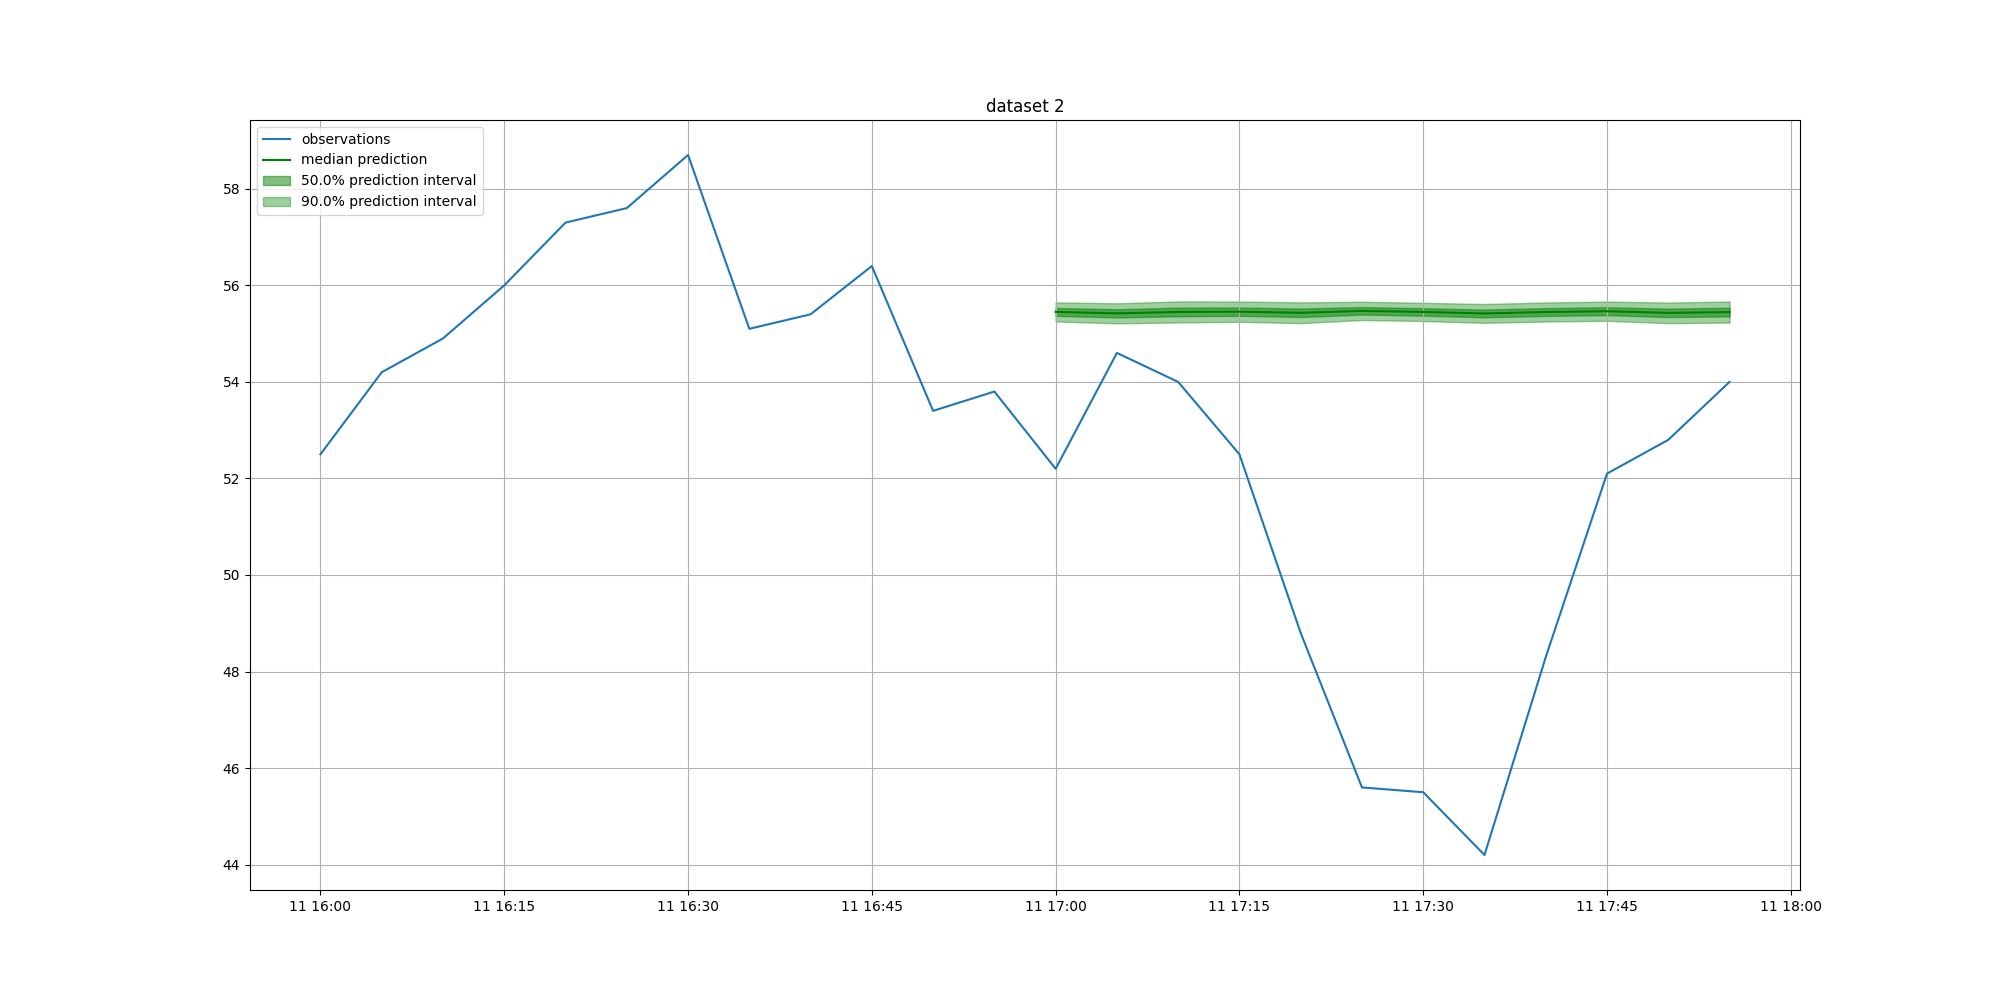 dataset 2
observations
median prediction
50.0% prediction interval
90.0% prediction interval
58
56
54
52
50
48
46
44
11 16:00 11 16:15 11 16:30 11 16:45 11 17:00 11 17:15 11 17:30 11 17:45 11 18:00